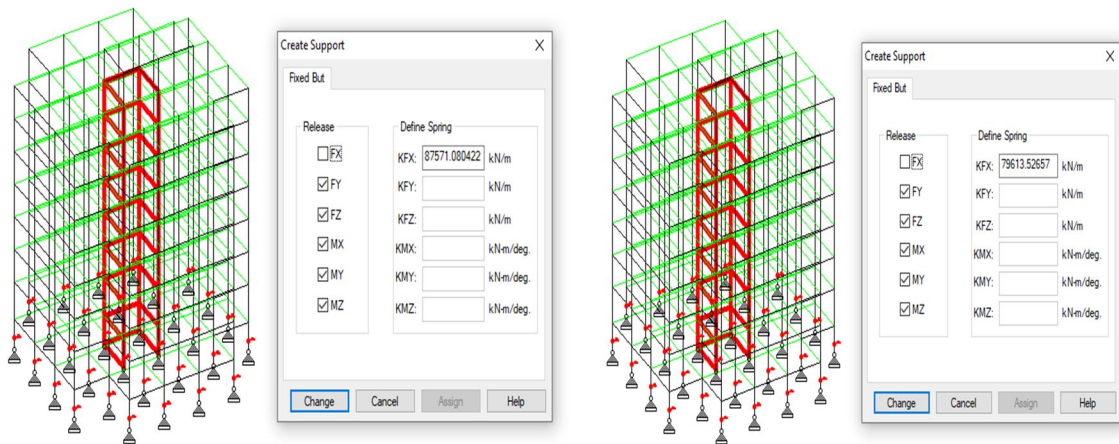 Create Support X
Fixed But
Release Define Spring
FX KFX: 87571.080422 kN/m
FY KFY: kN/m
FZ KFZ: kN/m
MX KMX: kN-m/deg.
MY KMY: kN-m/deg.
MZ KMZ: kN-m/deg.
Change Cancel Assign Help
Create Support X
Fixed But
Release Define Spring
FX KFX: 79613.52657 kN/m
FY KFY: kN/m
FZ KFZ: kN/m
MX KMX: kN-m/deg.
MY KMY: kN-m/deg.
MZ KMZ: kN-m/deg.
Change Cancel Assign Help